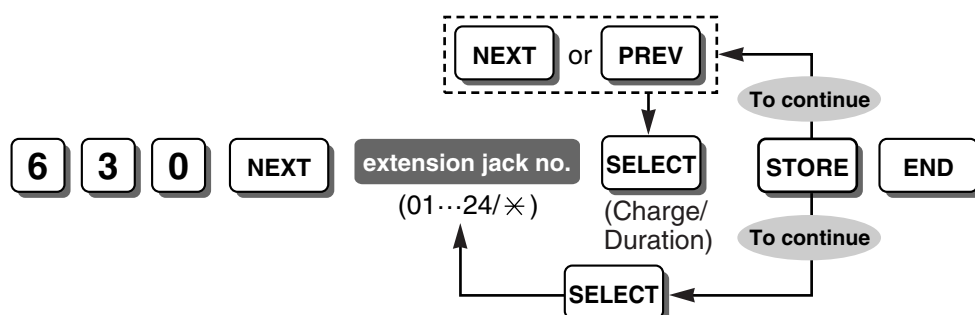 NEXT or PREV
To continue
6 3 0 NEXT extension jack no. SELECT STORE END
(01···24/✳)
(Charge/
Duration)
To continue
SELECT